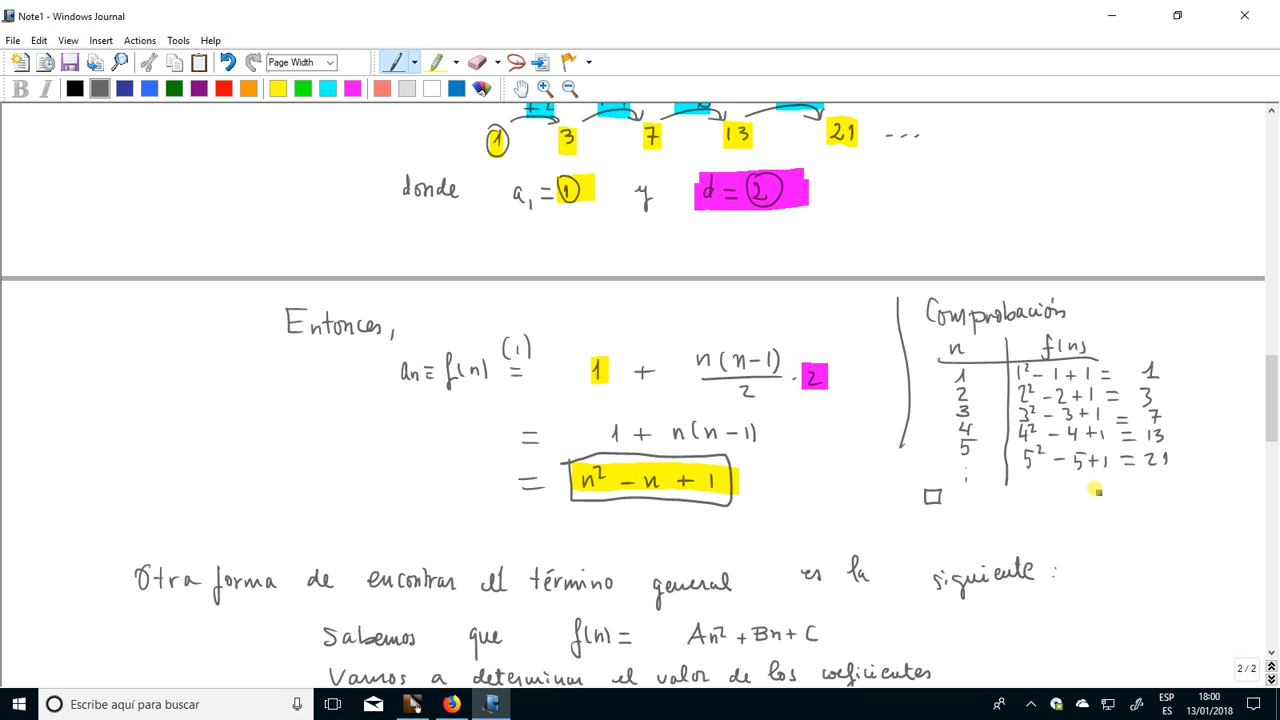 Note1 - Windows Journal
File Edit View Insert Actions Tools Help
Page Width
B I
1 3 7 13 21 ...
donde a₁ = 1 y d = 2
Entonces,
aₙ ≡ f(n) (1) = 1 + n(n-1)/2 · 2
= 1 + n(n-1)
= n² - n + 1
Comprobación
n f(n)
1 1² - 1 + 1 = 1
2 2² - 2 + 1 = 3
3 3² - 3 + 1 = 7
4 4² - 4 + 1 = 13
5 5² - 5 + 1 = 21
⋮
□
Otra forma de encontrar el término general es la siguiente:
Sabemos que f(n) = An² + Bn + C
Vamos a determinar el valor de los coeficientes
2 / 2
Escribe aquí para buscar
ESP
ES
18:00
13/01/2018